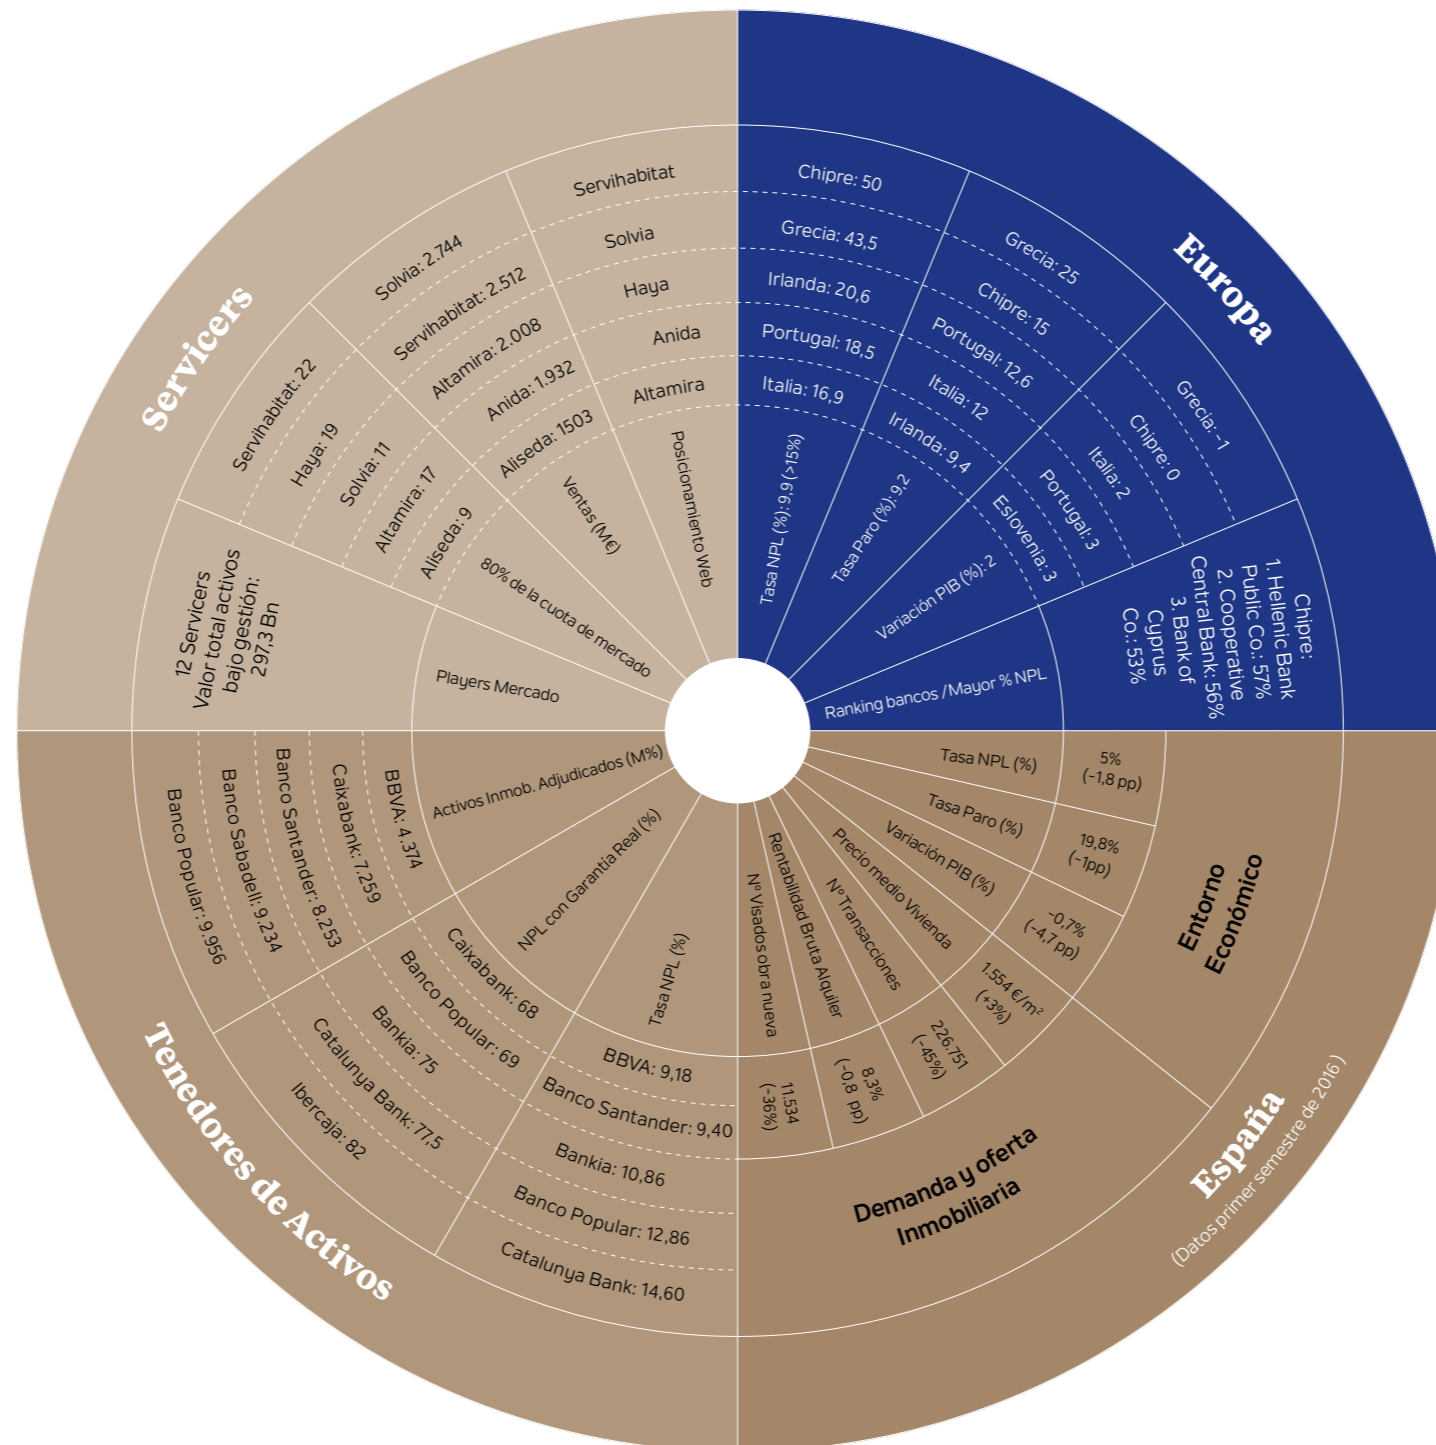 Servicers
Posicionamiento Web
Servihabitat
Solvia
Haya
Anida
Altamira
Ventas (M€)
Solvia: 2.744
Servihabitat: 2.512
Altamira: 2.008
Anida: 1.932
Aliseda: 1503
80% de la cuota de mercado
Servihabitat: 22
Haya: 19
Solvia: 11
Altamira: 17
Aliseda: 9
Players Mercado
12 Servicers
Valor total activos
bajo gestión:
297,3 Bn
Europa
Tasa NPL (%): 9,9 (>15%)
Chipre: 50
Grecia: 43,5
Irlanda: 20,6
Portugal: 18,5
Italia: 16,9
Tasa Paro (%): 9,2
Grecia: 25
Chipre: 15
Portugal: 12,6
Italia: 12
Irlanda: 9,4
Variación PIB (%): 2
Grecia: -1
Chipre: 0
Italia: 2
Portugal: 3
Eslovenia: 3
Ranking bancos /Mayor % NPL
Chipre:
1. Hellenic Bank
Public Co.: 57%
2. Cooperative
Central Bank: 56%
3. Bank of
Cyprus
Co.: 53%
España
(Datos primer semestre de 2016)
Entorno
Económico
Tasa NPL (%)
5%
(-1,8 pp)
Tasa Paro (%)
19,8%
(-1pp)
Variación PIB (%)
-0,7%
(-4,7 pp)
Demanda y oferta
Inmobiliaria
Precio medio Vivienda
1.554 €/m²
(+3%)
Nº Transacciones
226.751
(-45%)
Rentabilidad Bruta Alquiler
8,3%
(-0,8 pp)
Nº Visados obra nueva
11.534
(-36%)
Tenedores de Activos
Tasa NPL (%)
BBVA: 9,18
Banco Santander: 9,40
Bankia: 10,86
Banco Popular: 12,86
Catalunya Bank: 14,60
NPL con Garantía Real (%)
Caixabank: 68
Banco Popular: 69
Bankia: 75
Catalunya Bank: 77,5
Ibercaja: 82
Activos Inmob. Adjudicados (M%)
BBVA: 4.374
Caixabank: 7.259
Banco Santander: 8.253
Banco Sabadell: 9.234
Banco Popular: 9.956